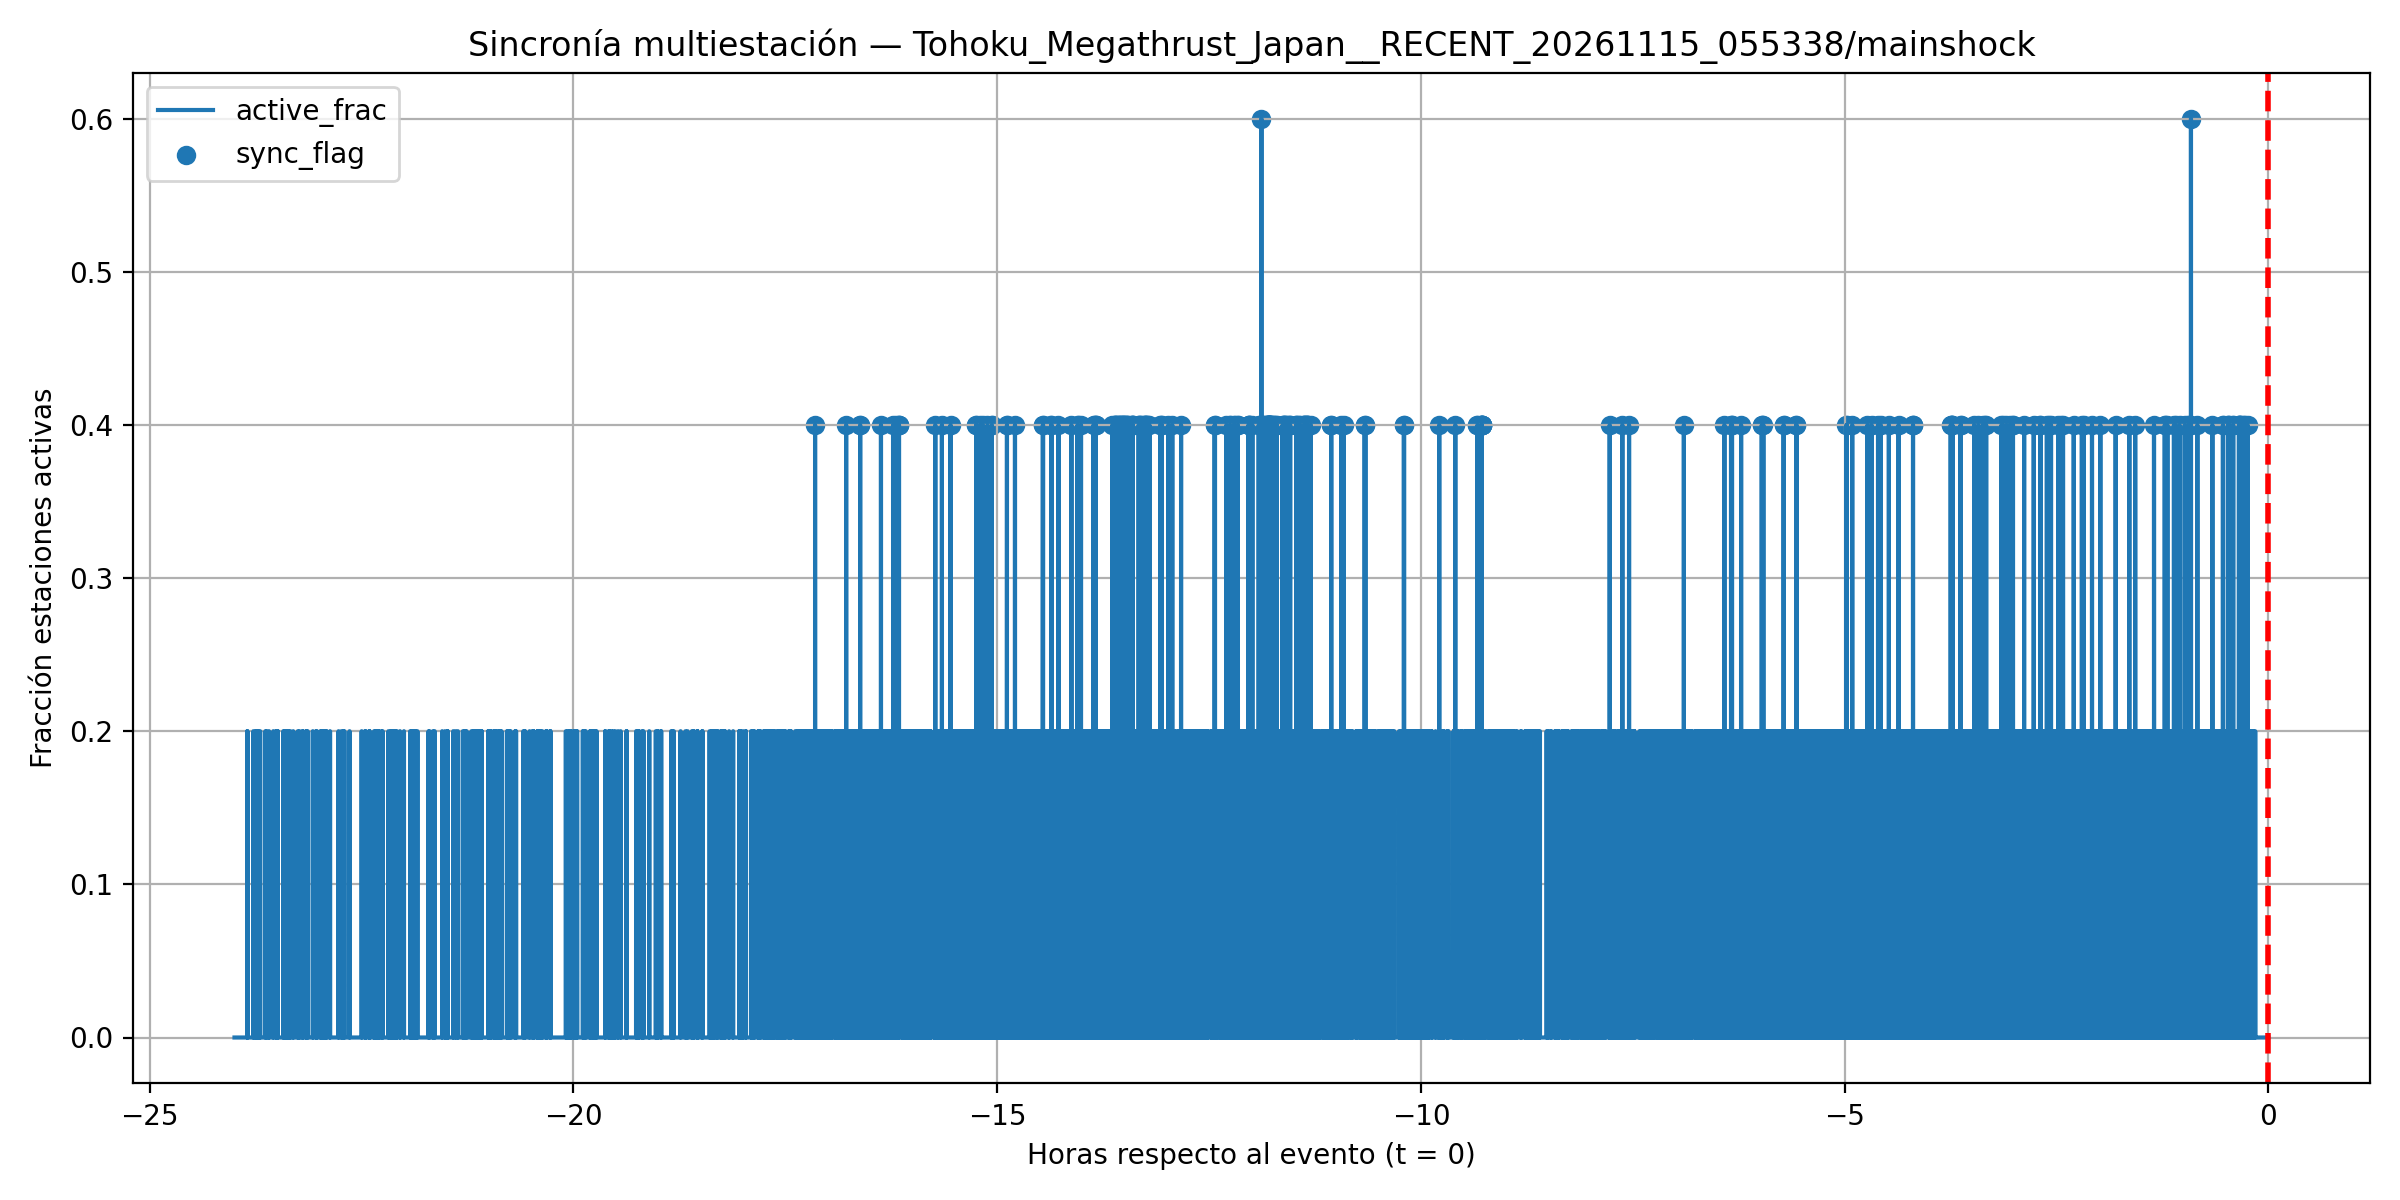 Sincronía multiestación — Tohoku_Megathrust_Japan__RECENT_20261115_055338/mainshock
active_frac
sync_flag
Fracción estaciones activas
0.6
0.5
0.4
0.3
0.2
0.1
0.0
−25
−20
−15
−10
−5
0
Horas respecto al evento (t = 0)